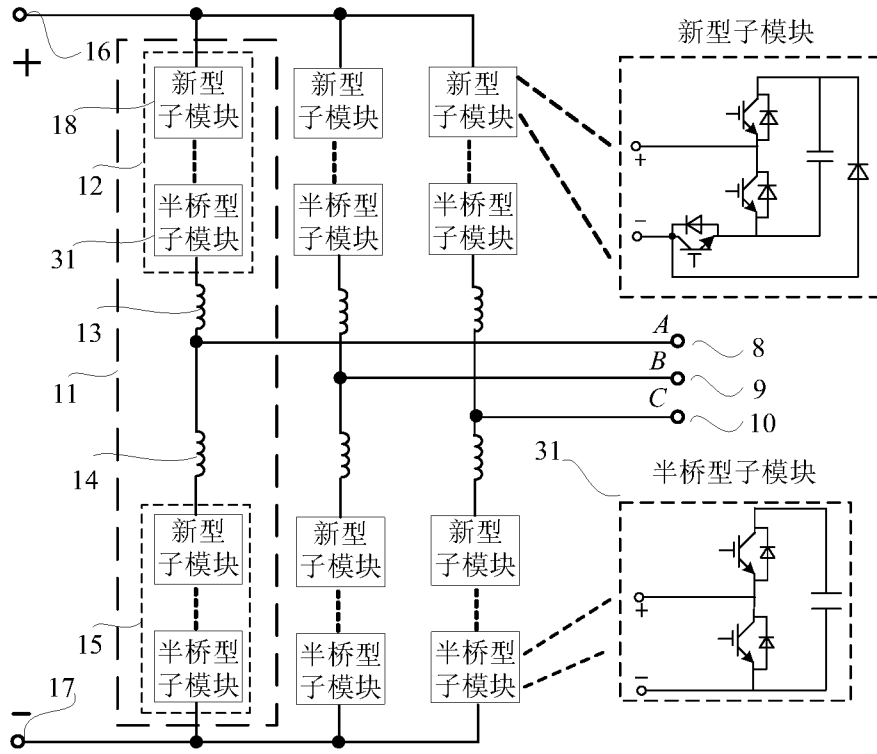 16
+
新型子模块
18
新型
子模块
新型
子模块
新型
子模块
+
−
12
半桥型
子模块
半桥型
子模块
半桥型
子模块
31
13
A
8
B
9
C
10
11
14
31
半桥型子模块
新型
子模块
新型
子模块
新型
子模块
+
−
15
半桥型
子模块
半桥型
子模块
半桥型
子模块
17
−